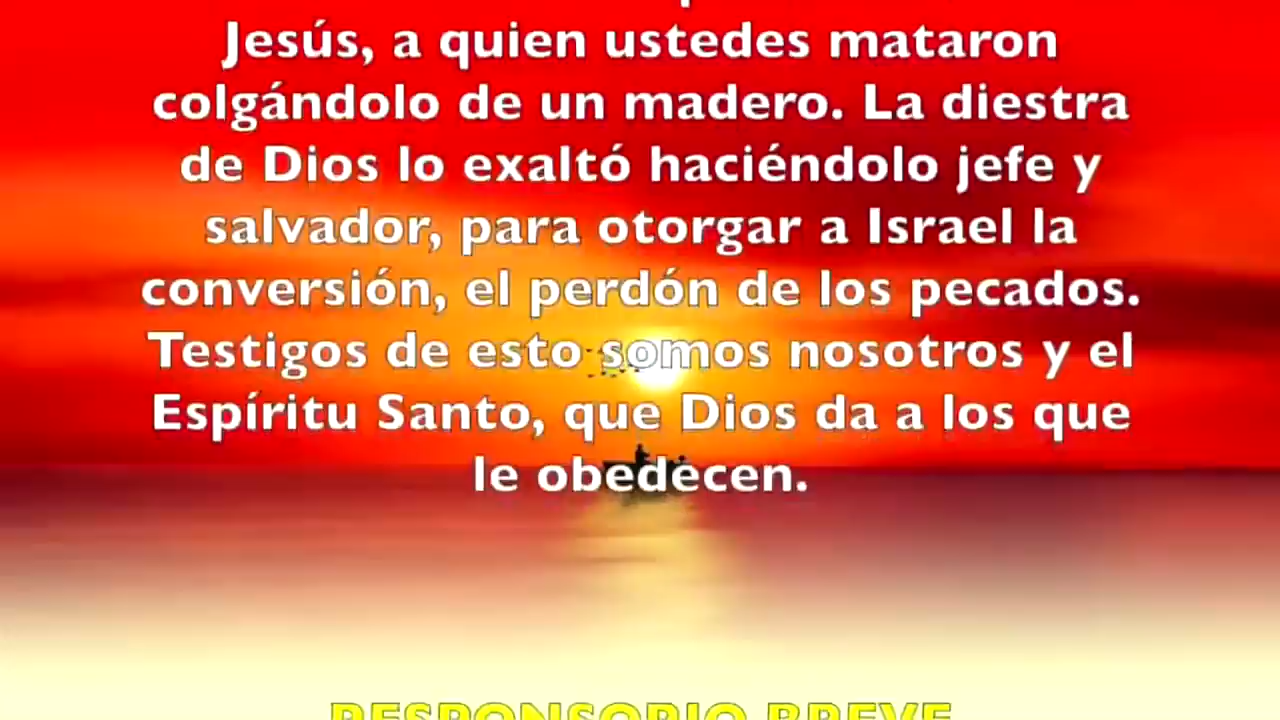 Jesús, a quien ustedes mataron
colgándolo de un madero. La diestra
de Dios lo exaltó haciéndolo jefe y
salvador, para otorgar a Israel la
conversión, el perdón de los pecados.
Testigos de esto somos nosotros y el
Espíritu Santo, que Dios da a los que
le obedecen.
RESPONSORIO BREVE